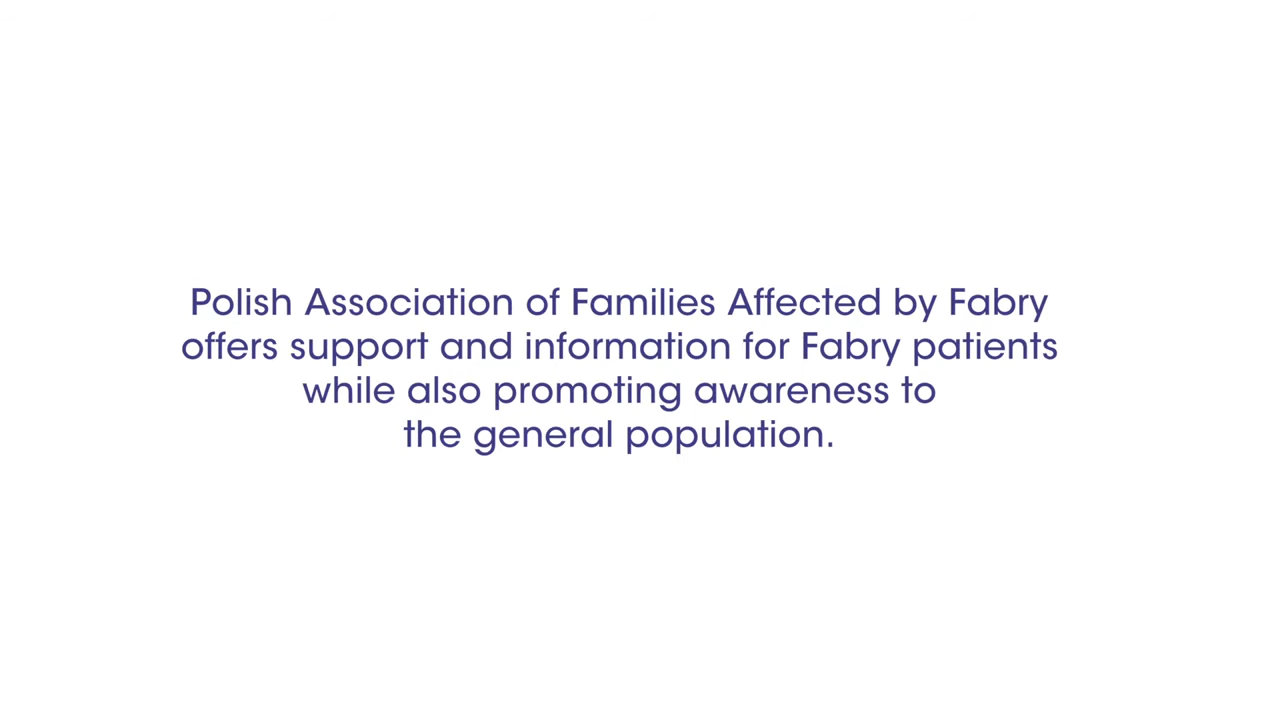 Polish Association of Families Affected by Fabry
offers support and information for Fabry patients
while also promoting awareness to
the general population.